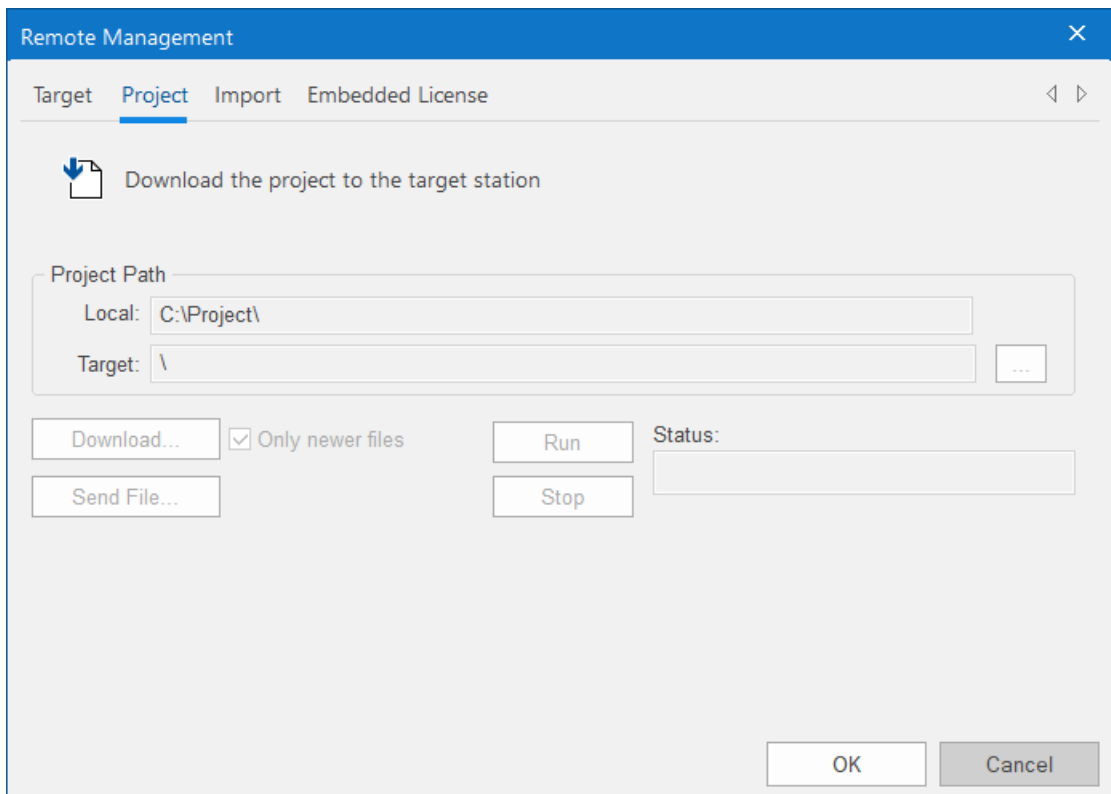 Remote Management
Target Project Import Embedded License
Download the project to the target station
Project Path
Local: C:\Project\
Target: \ ...
Download... Only newer files Run Status:
Send File... Stop
OK Cancel